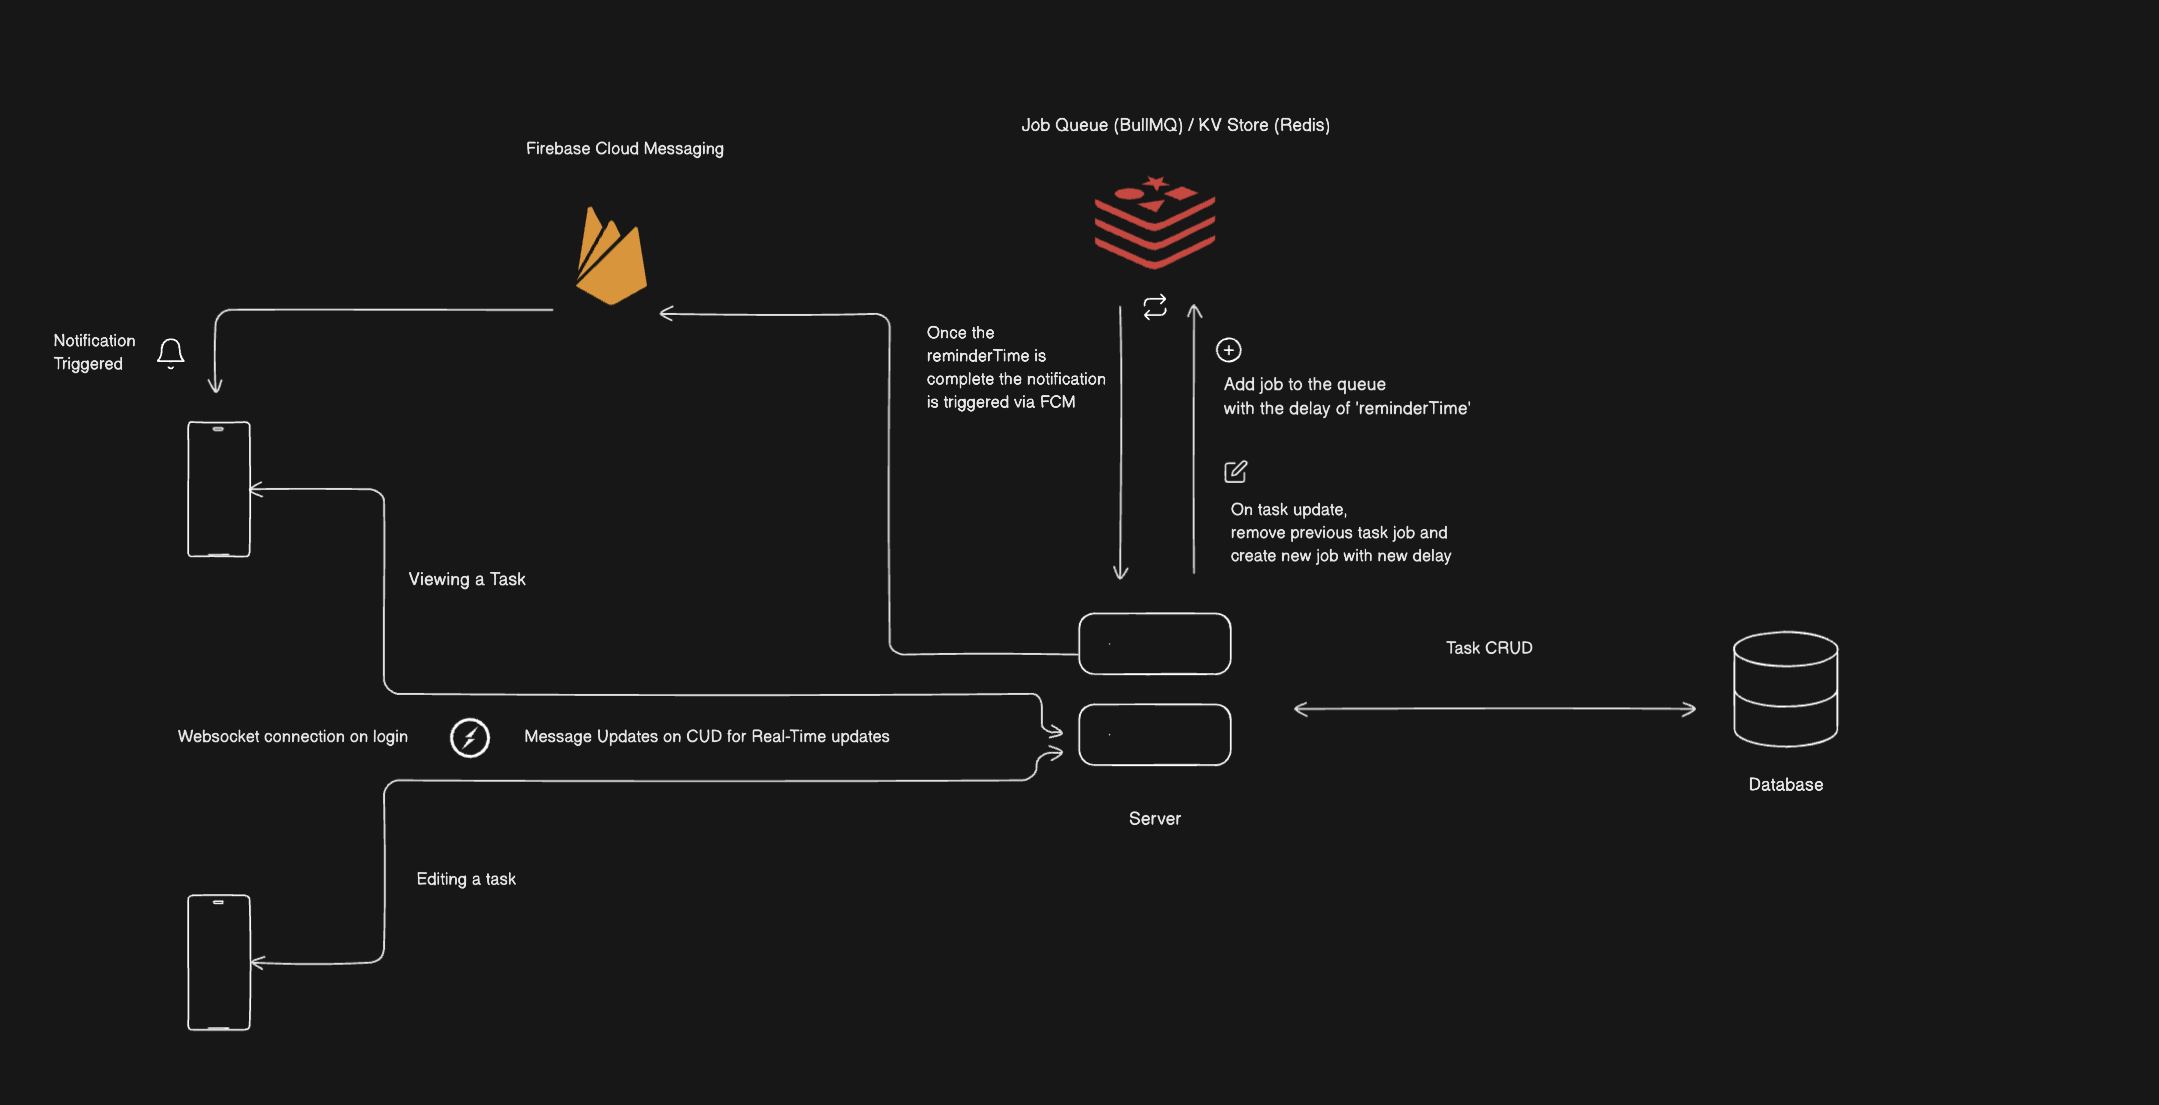 Job Queue (BullMQ) / KV Store (Redis)
Firebase Cloud Messaging
Notification
Triggered
Once the
reminderTime is
complete the notification
is triggered via FCM
Add job to the queue
with the delay of 'reminderTime'
On task update,
remove previous task job and
create new job with new delay
Viewing a Task
Task CRUD
Websocket connection on login
Message Updates on CUD for Real-Time updates
Database
Server
Editing a task